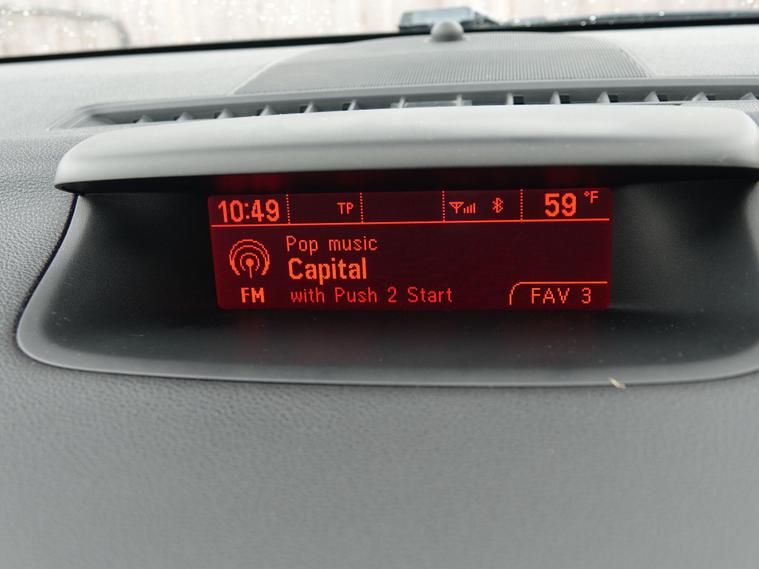 10:49 TP 59 °F
Pop music
Capital
FM with Push 2 Start FAV 3